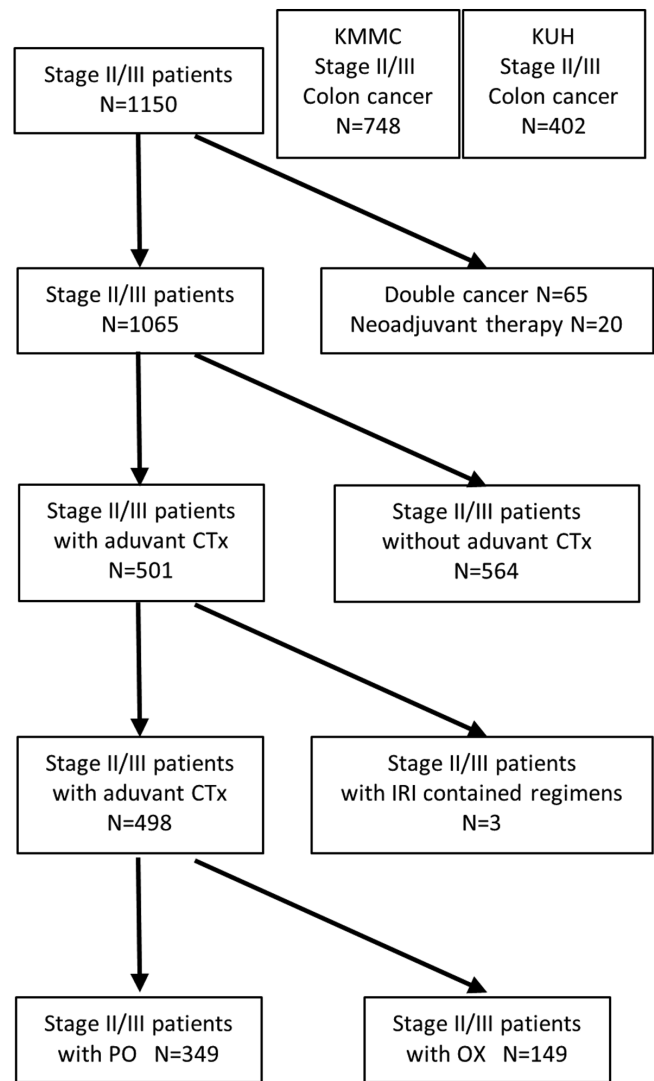 Stage II/III patients
N=1150
KMMC
Stage II/III
Colon cancer
N=748
KUH
Stage II/III
Colon cancer
N=402
Stage II/III patients
N=1065
Double cancer N=65
Neoadjuvant therapy N=20
Stage II/III patients
with aduvant CTx
N=501
Stage II/III patients
without aduvant CTx
N=564
Stage II/III patients
with aduvant CTx
N=498
Stage II/III patients
with IRI contained regimens
N=3
Stage II/III patients
with PO N=349
Stage II/III patients
with OX N=149